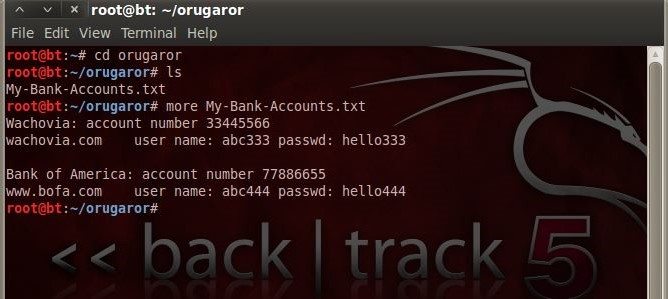 root@bt: ~/orugaror
File Edit View Terminal Help
root@bt:~# cd orugaror
root@bt:~/orugaror# ls
My-Bank-Accounts.txt
root@bt:~/orugaror# more My-Bank-Accounts.txt
Wachovia: account number 33445566
wachovia.com    user name: abc333 passwd: hello333
Bank of America: account number 77886655
www.bofa.com    user name: abc444 passwd: hello444
root@bt:~/orugaror#
<< back | track 5